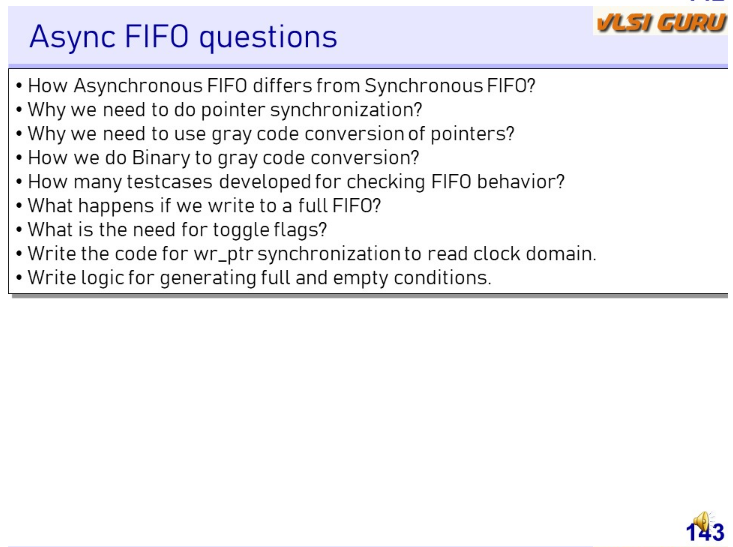 Async FIFO questions
VLSI GURU
• How Asynchronous FIFO differs from Synchronous FIFO?
• Why we need to do pointer synchronization?
• Why we need to use gray code conversion of pointers?
• How we do Binary to gray code conversion?
• How many testcases developed for checking FIFO behavior?
• What happens if we write to a full FIFO?
• What is the need for toggle flags?
• Write the code for wr_ptr synchronization to read clock domain.
• Write logic for generating full and empty conditions.
143